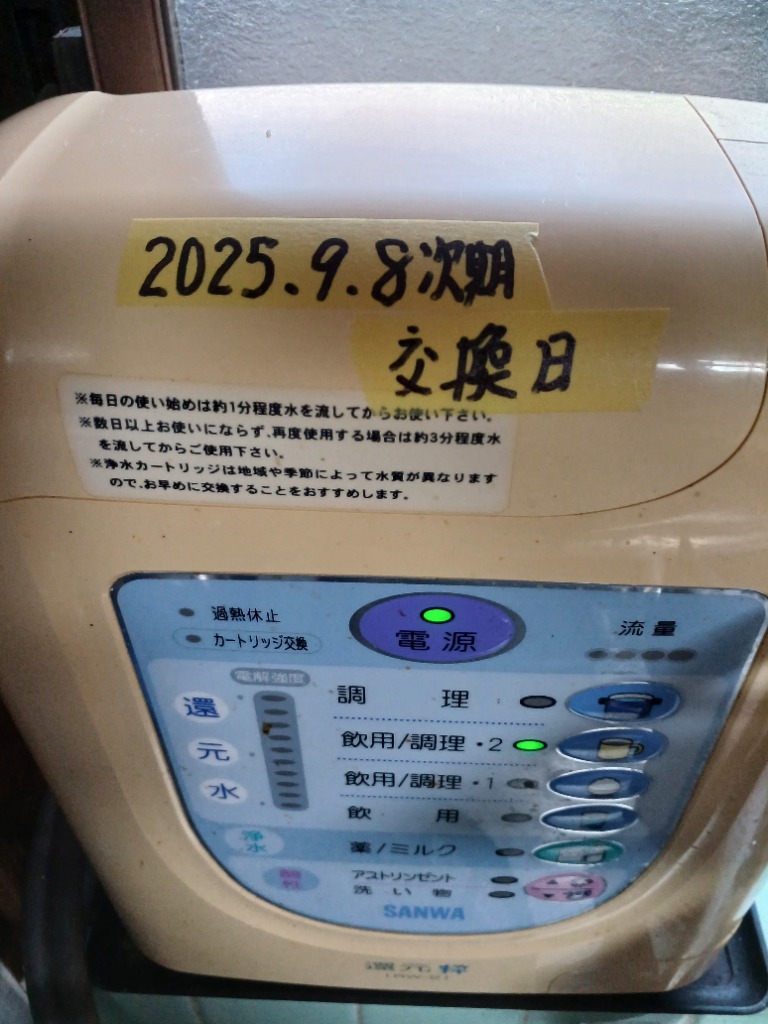 2025.9.8次期
交換日
※毎日の使い始めは約1分程度水を流してからお使い下さい。
※数日以上お使いにならず、再度使用する場合は約3分程度水
を流してからご使用下さい。
※浄水カートリッジは地域や季節によって水質が異なります
ので、お早めに交換することをおすすめします。
過熱休止
カートリッジ交換
電源
流量
電解強度
還元水
調理
飲用/調理・2
飲用/調理・1
飲用
浄水
薬/ミルク
酸性
アストリンゼント
洗い物
SANWA
還元粋